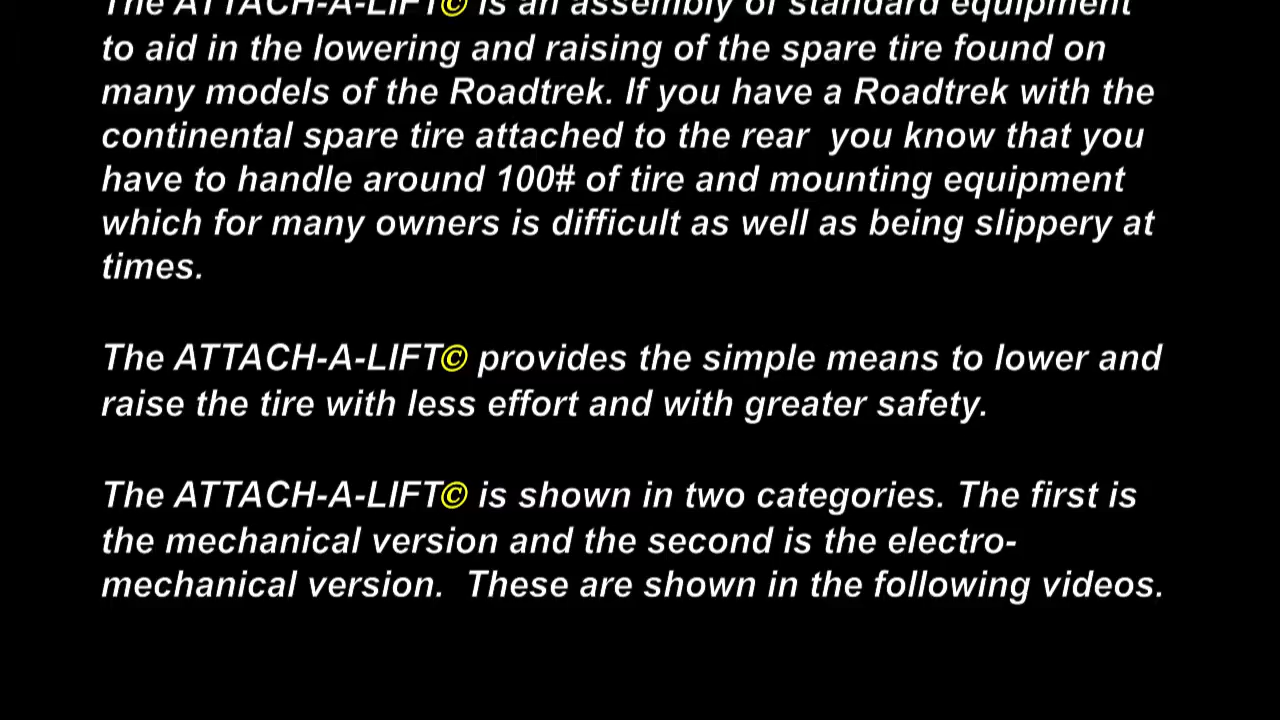 The ATTACH-A-LIFT© is an assembly of standard equipment
to aid in the lowering and raising of the spare tire found on
many models of the Roadtrek. If you have a Roadtrek with the
continental spare tire attached to the rear  you know that you
have to handle around 100# of tire and mounting equipment
which for many owners is difficult as well as being slippery at
times.
The ATTACH-A-LIFT© provides the simple means to lower and
raise the tire with less effort and with greater safety.
The ATTACH-A-LIFT© is shown in two categories. The first is
the mechanical version and the second is the electro-
mechanical version.  These are shown in the following videos.